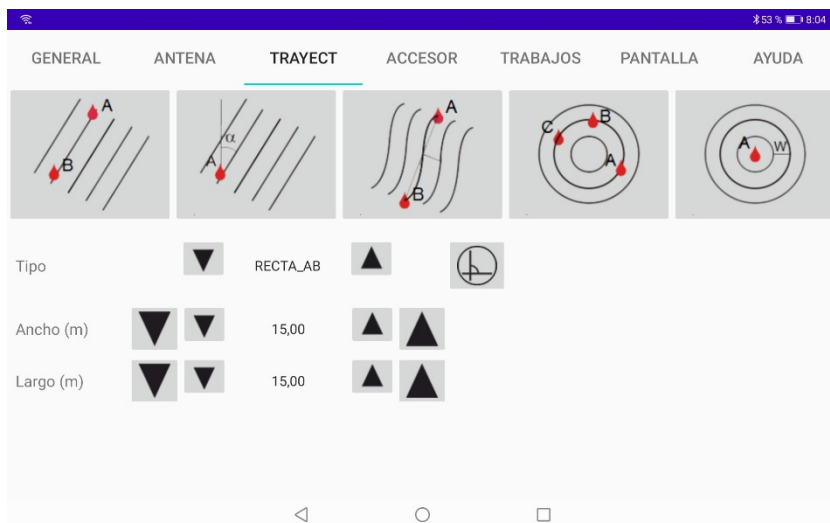 53 % 8:04
GENERAL ANTENA TRAYECT ACCESOR TRABAJOS PANTALLA AYUDA
A B
α A
A B
C B A
A W
Tipo RECTA_AB
Ancho (m) 15,00
Largo (m) 15,00